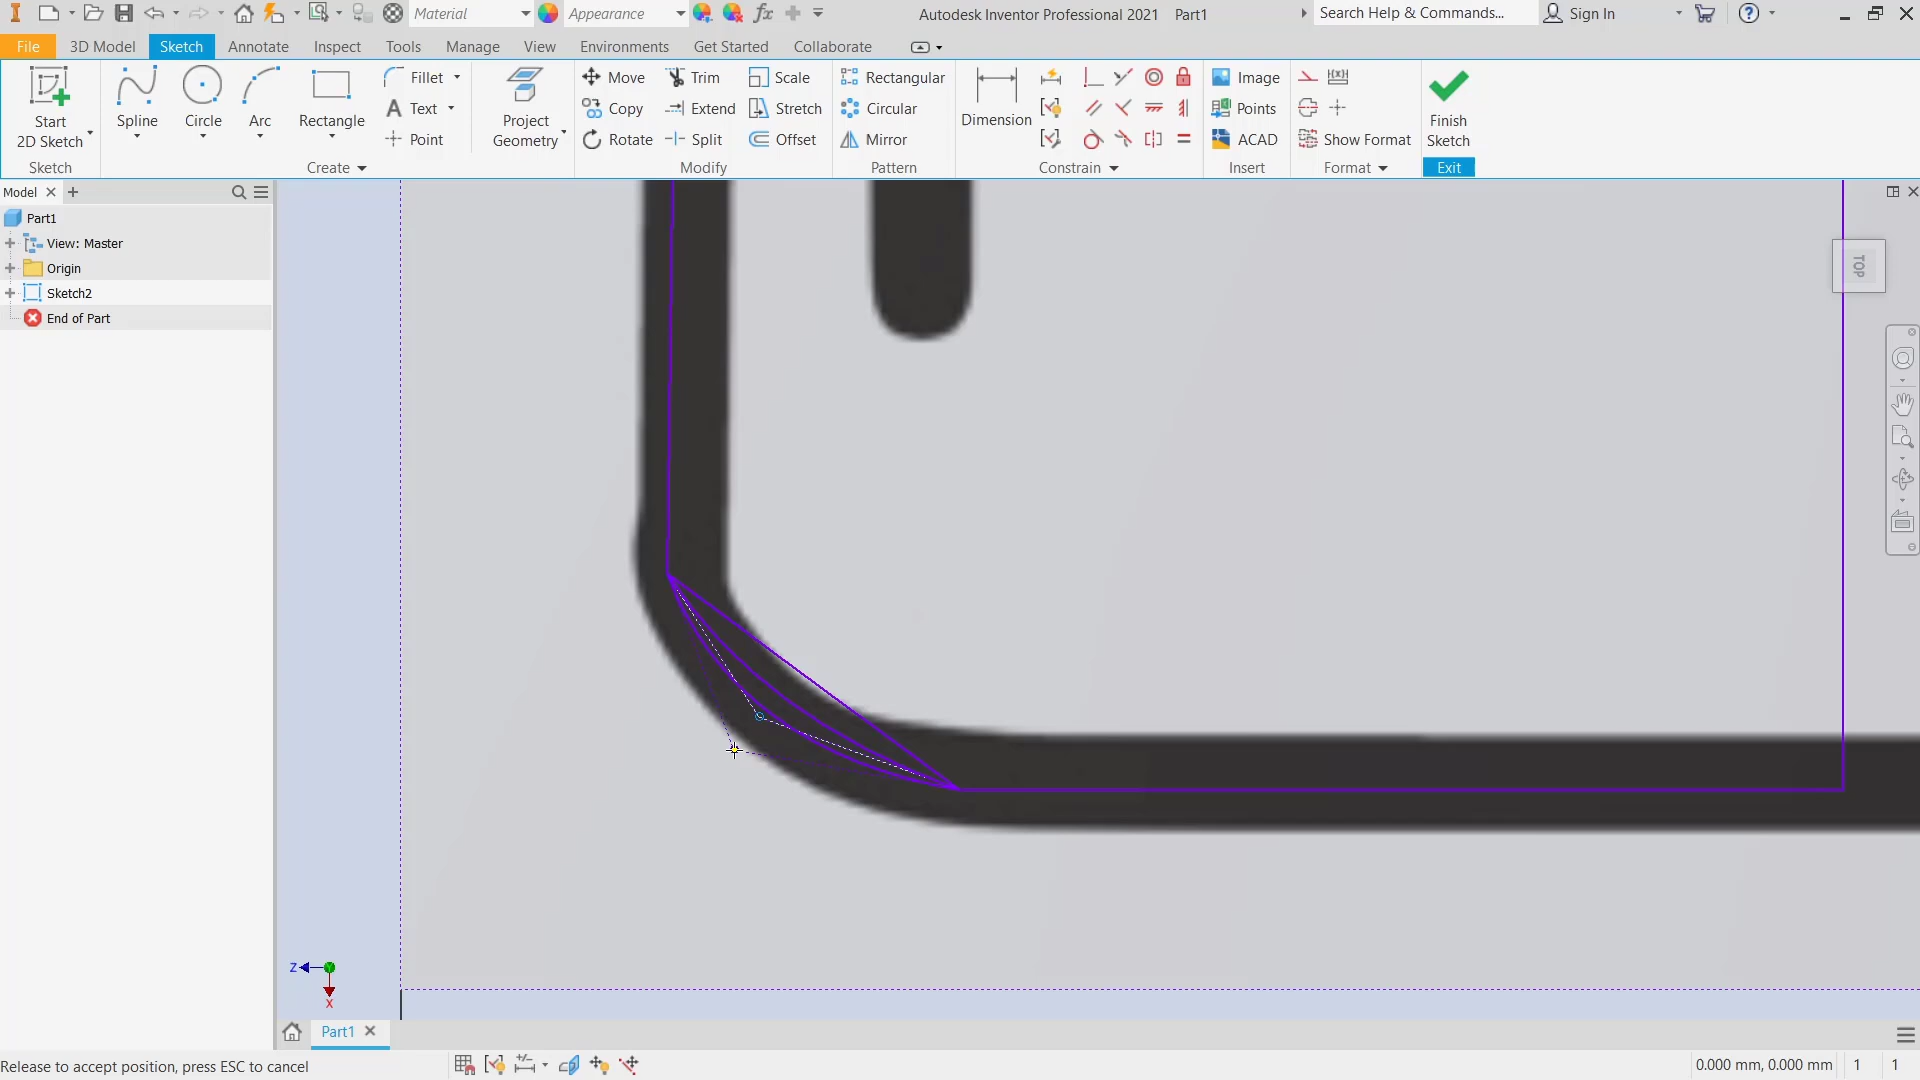 Material
Appearance
fx
Autodesk Inventor Professional 2021 Part1
Search Help & Commands...
Sign In
File
3D Model
Sketch
Annotate
Inspect
Tools
Manage
View
Environments
Get Started
Collaborate
Start
2D Sketch
Spline
Circle
Arc
Rectangle
Fillet
Text
Point
Project
Geometry
Move
Copy
Rotate
Trim
Extend
Split
Scale
Stretch
Offset
Rectangular
Circular
Mirror
Dimension
Image
Points
ACAD
Show Format
Finish
Sketch
Sketch
Create
Modify
Pattern
Constrain
Insert
Format
Exit
Model
Part1
View: Master
Origin
Sketch2
End of Part
TOP
Z
X
Part1
Release to accept position, press ESC to cancel
0.000 mm, 0.000 mm
1
1